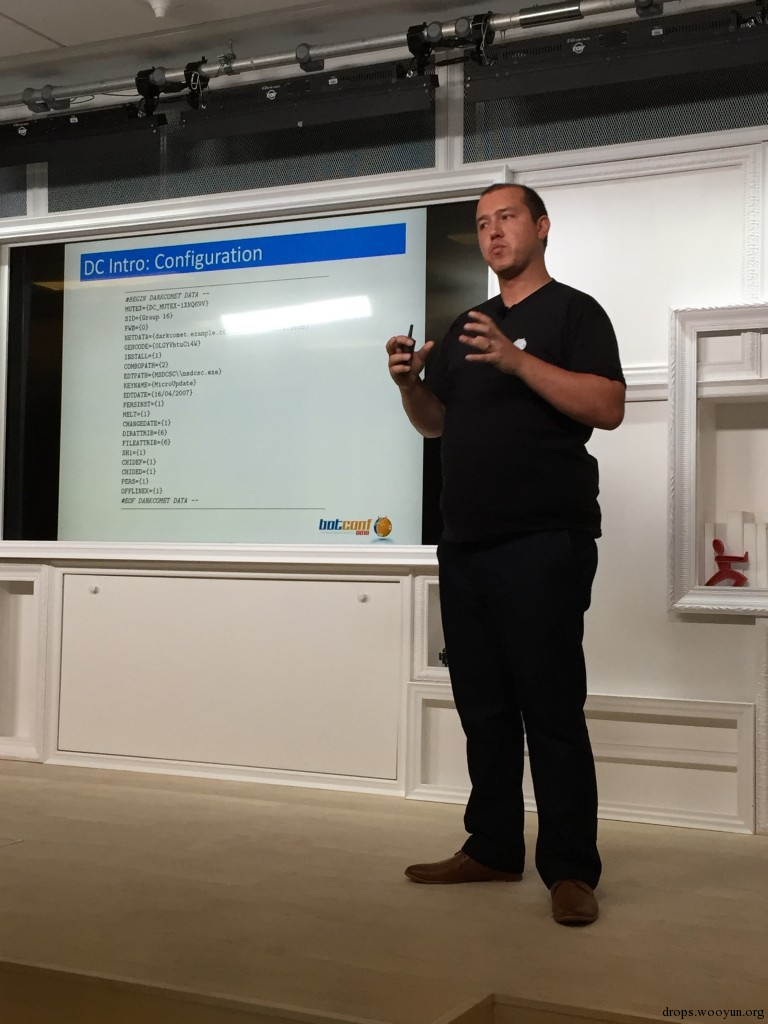 DC Intro: Configuration
#BEGIN DARKCOMET DATA --
MUTEX={DC_MUTEX-1XNQ69V}
SID={Group 16}
FWB={0}
NETDATA={darkcomet.example.co
GENCODE={0LGYVhtuCi4W}
INSTALL={1}
COMBOPATH={2}
EDTPATH={MSDCSC\\msdcsc.exe}
KEYNAME={MicroUpdate}
EDTDATE={16/04/2007}
PERSINST={1}
MELT={1}
CHANGEDATE={1}
DIRATTRIB={6}
FILEATTRIB={6}
SH1={1}
CHIDEF={1}
CHIDED={1}
PERS={1}
OFFLINEK={1}
#EOF DARKCOMET DATA --
botconf
drops.wooyun.org